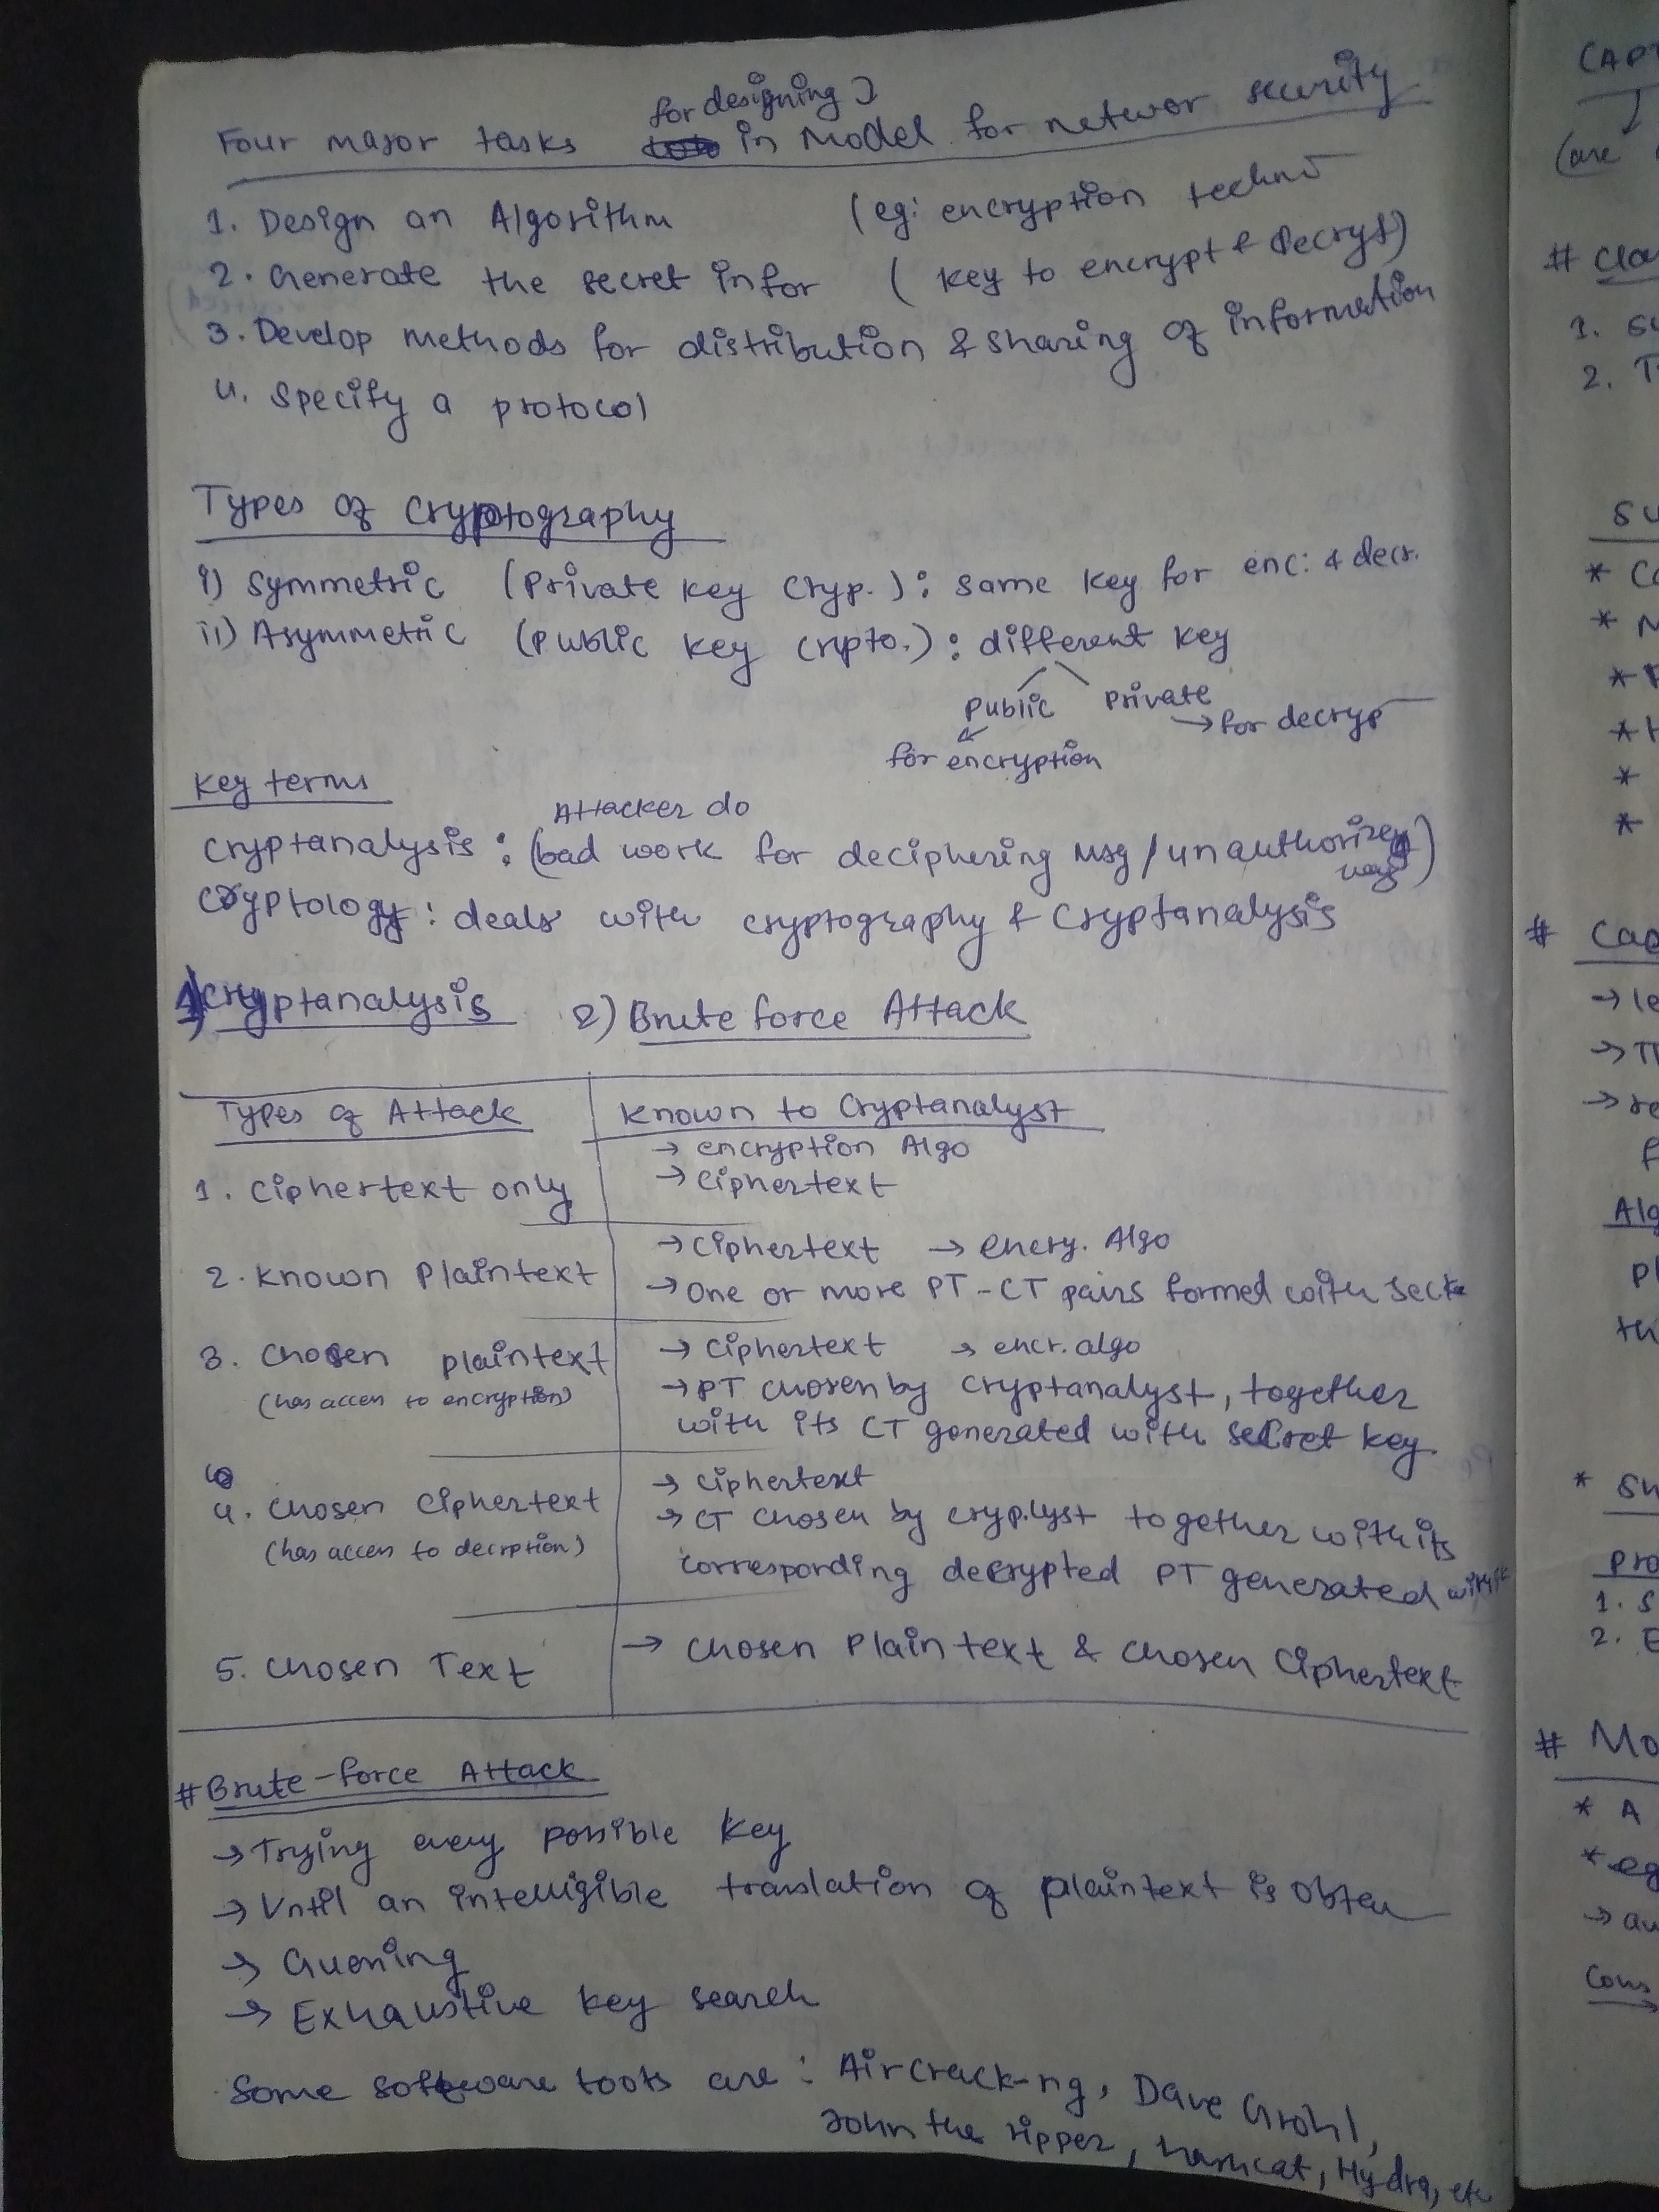 for designing
Four major tasks in Model for networ security
1. Design an Algorithm (eg: encryption techn
2. Generate the secret infor (key to encrypt & Decrypt)
3. Develop methods for distribution & sharing of information
4. Specify a protocol
Types of Cryptography
i) Symmetric (Private key Cryp.): same key for enc: & decr.
ii) Asymmetric (Public key Crypto.): different key
Public Private
→ for decryp
for encryption
Key terms
Attacker do
Cryptanalysis: (bad work for deciphering Msg/unauthorized
way)
Cryptology: deals with cryptography & Cryptanalysis
1) Cryptanalysis 2) Brute force Attack
Types of Attack Known to Cryptanalyst
→ encryption Algo
1. Ciphertext only → Ciphertext
→ Ciphertext → encry. Algo
2. Known Plaintext → One or more PT-CT pairs formed with
3. Chosen plaintext → Ciphertext → encr. algo
(has access to encryption) → PT chosen by cryptanalyst, together
with its CT generated with secret key
→ ciphertext
4. Chosen Ciphertext → CT chosen by cryp.lyst together with its
(has access to decrption) corresponding decrypted PT generated with
5. Chosen Text → Chosen Plain text & Chosen Ciphertext
# Brute-force Attack
→ Trying every possible key
→ Until an intelligible translation of plaintext is obten
→ Guessing
→ Exhaustive key search
Some software tools are: Aircrack-ng, Dave Grohl,
John the ripper, hashcat, Hydra, etc
CAPT
(are
# Cla
1.
2. T
SU
* Co
* N
*
*
*
*
# Cap
→ le
→ Th
→ re
f
Alg
pl
th
* Sh
Pro
1. S
2. E
# Mo
* A
* eg
→ au
Cons